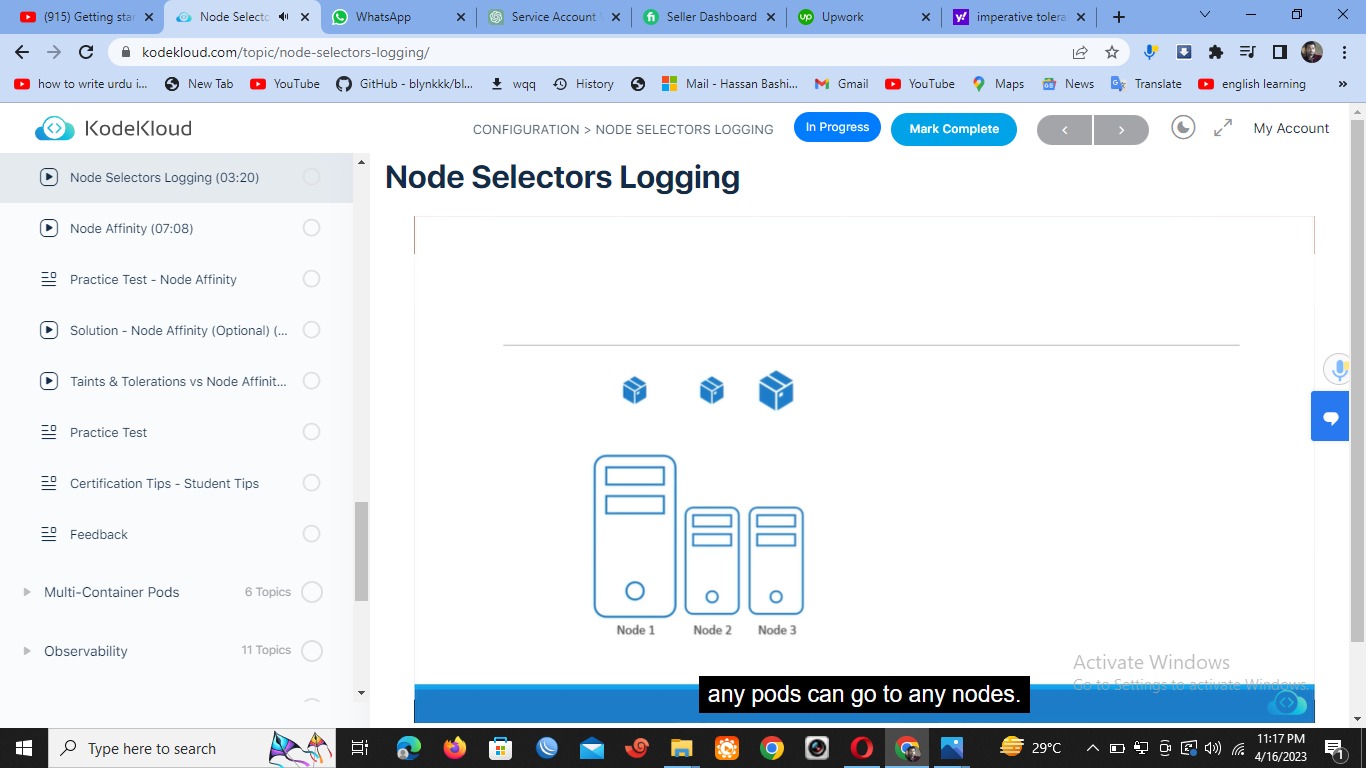 (915) Getting star
Node Selecto
WhatsApp
Service Account
Seller Dashboard
Upwork
imperative tolera
kodekloud.com/topic/node-selectors-logging/
how to write urdu i...
New Tab
YouTube
GitHub - blynkkk/bl...
wqq
History
Mail - Hassan Bashi...
Gmail
YouTube
Maps
News
Translate
english learning
»
KodeKloud
CONFIGURATION > NODE SELECTORS LOGGING
In Progress
Mark Complete
<
>
My Account
Node Selectors Logging (03:20)
Node Affinity (07:08)
Practice Test - Node Affinity
Solution - Node Affinity (Optional) (...
Taints & Tolerations vs Node Affinit...
Practice Test
Certification Tips - Student Tips
Feedback
Multi-Container Pods
6 Topics
Observability
11 Topics
Node Selectors Logging
Node 1
Node 2
Node 3
any pods can go to any nodes.
Activate Windows
Go to Settings to activate Windows.
Type here to search
29°C
11:17 PM
4/16/2023
1